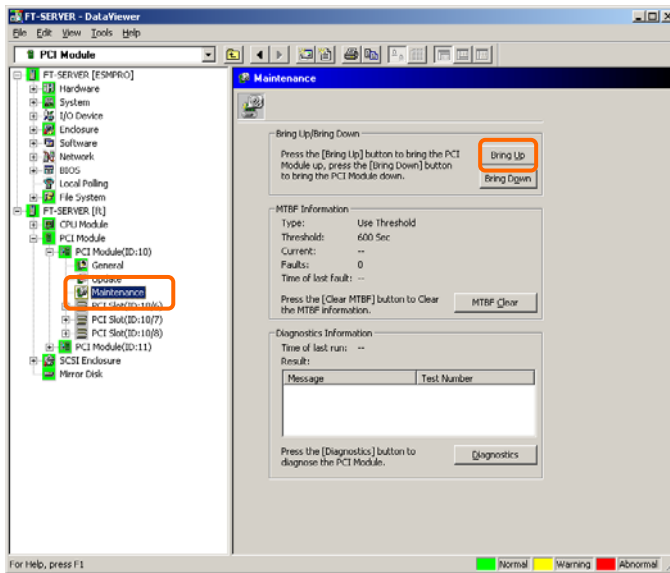 FT-SERVER - DataViewer
File Edit View Tools Help
PCI Module
FT-SERVER [ESMPRO]
Hardware
System
I/O Device
Enclosure
Software
Network
BIOS
Local Polling
File System
FT-SERVER [ft]
CPU Module
PCI Module
PCI Module(ID:10)
General
Update
Maintenance
PCI Slot(ID:10/6)
PCI Slot(ID:10/7)
PCI Slot(ID:10/8)
PCI Module(ID:11)
SCSI Enclosure
Mirror Disk
Maintenance
Bring Up/Bring Down
Press the [Bring Up] button to bring the PCI
Module up, press the [Bring Down] button
to bring the PCI Module down.
Bring Up
Bring Down
MTBF Information
Type: Use Threshold
Threshold: 600 Sec
Current: --
Faults: 0
Time of last fault: --
Press the [Clear MTBF] button to Clear
the MTBF information.
MTBF Clear
Diagnostics Information
Time of last run: --
Result:
Message Test Number
Press the [Diagnostics] button to
diagnose the PCI Module.
Diagnostics
For Help, press F1
Normal Warning Abnormal